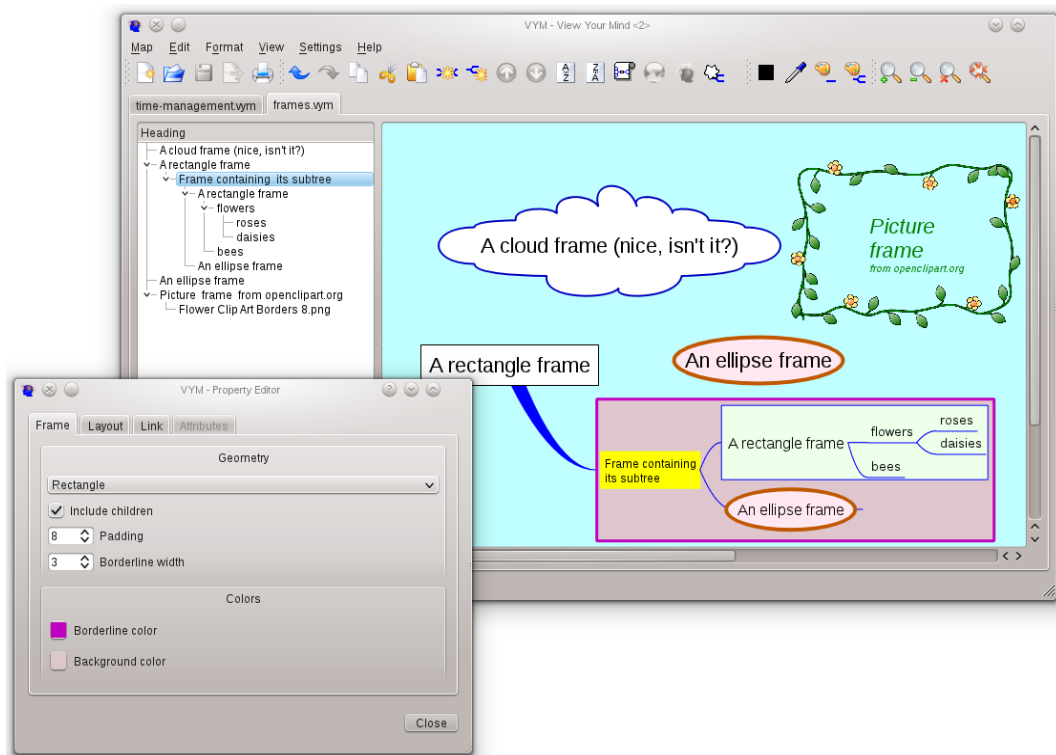 VYM - View Your Mind <2>
Map Edit Format View Settings Help
time-management.vym frames.vym
Heading
A cloud frame (nice, isn't it?)
A rectangle frame
Frame containing its subtree
A rectangle frame
flowers
roses
daisies
bees
An ellipse frame
An ellipse frame
Picture frame from openclipart.org
Flower Clip Art Borders 8.png
A cloud frame (nice, isn't it?)
Picture
frame
from openclipart.org
A rectangle frame
An ellipse frame
Frame containing
its subtree
A rectangle frame
flowers
roses
daisies
bees
An ellipse frame
VYM - Property Editor
Frame Layout Link Attributes
Geometry
Rectangle
Include children
8 Padding
3 Borderline width
Colors
Borderline color
Background color
Close